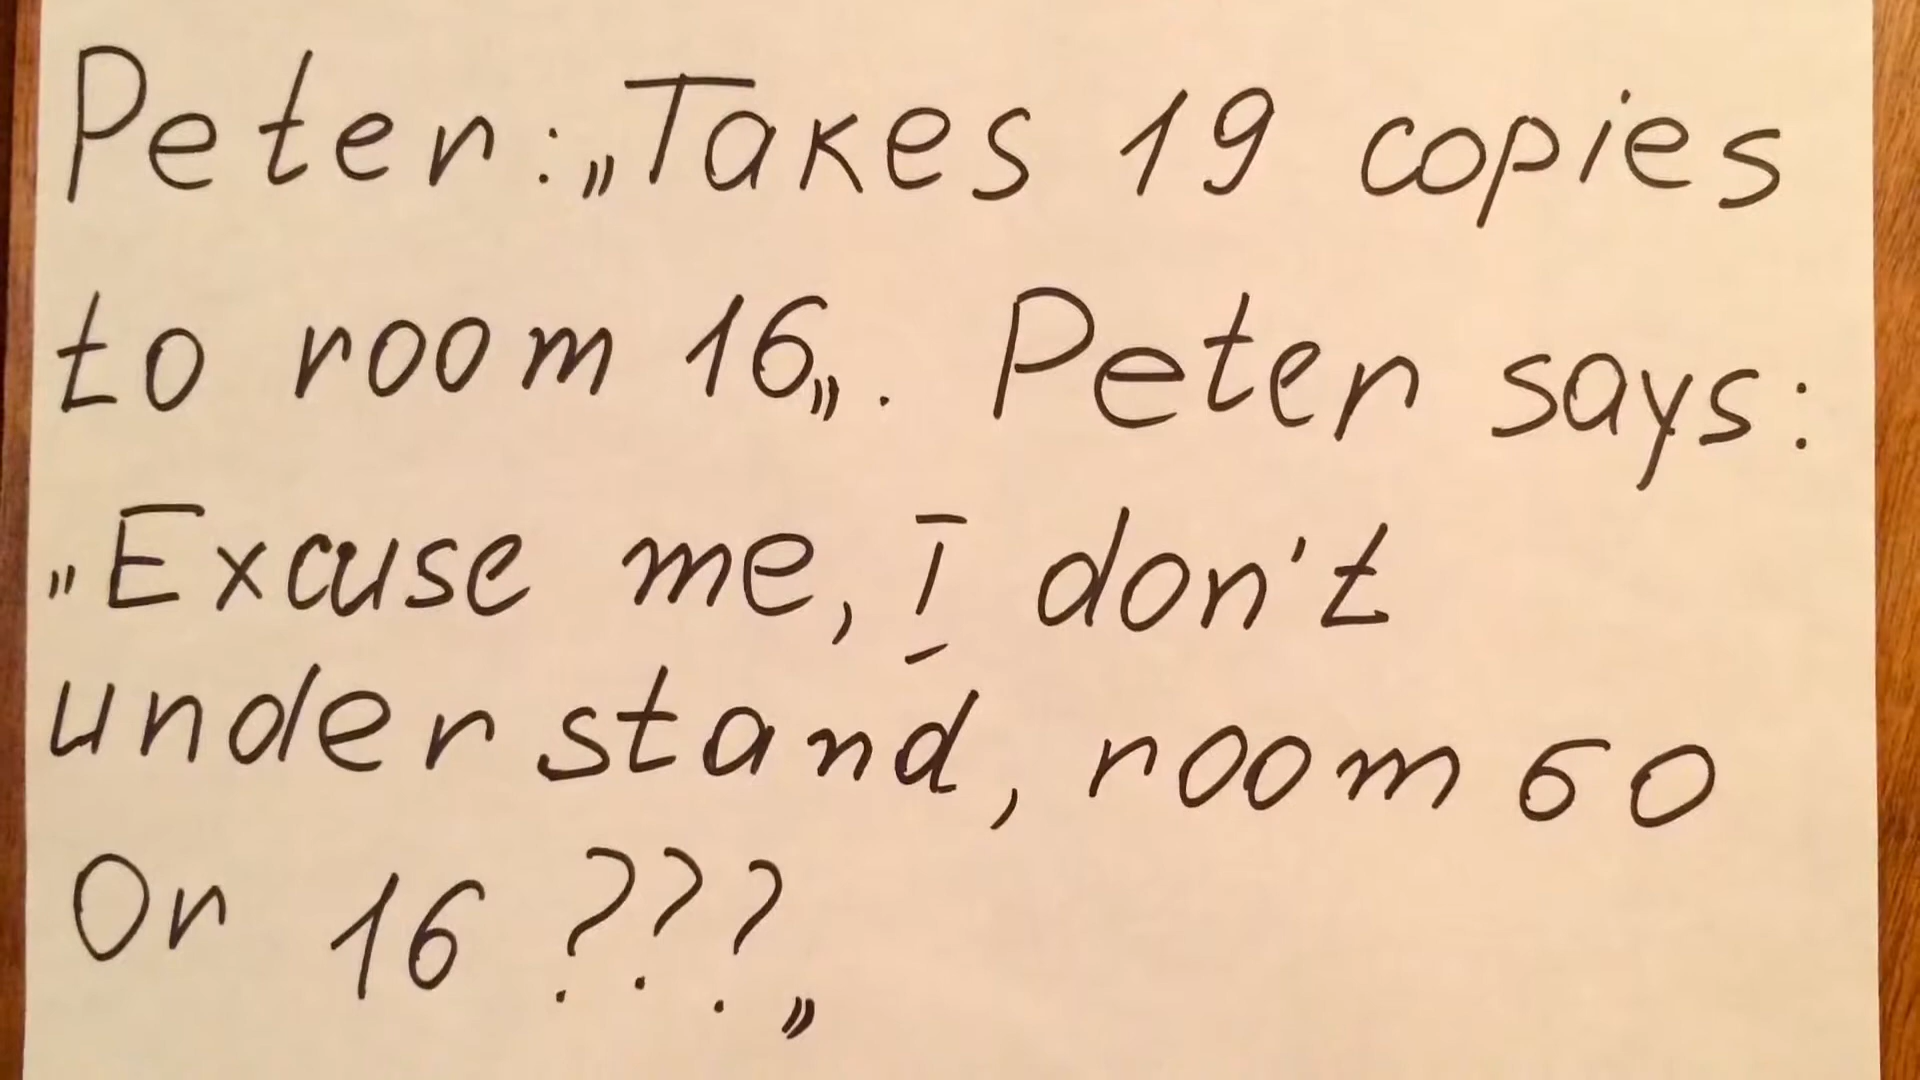 Peter: „Takes 19 copies
to room 16„. Peter says:
„Excuse me, I don't
understand, room 60
Or 16 ???„